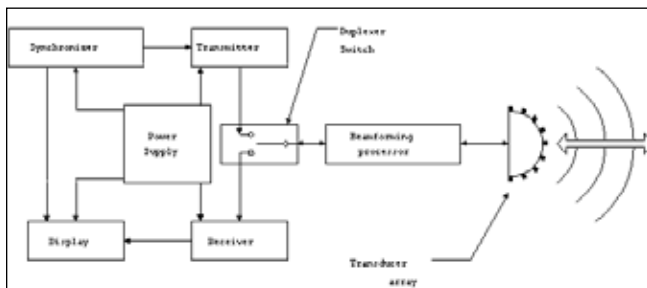 Synchroniser
Transmitter
Duplexer
Switch
Power
Supply
Beamforming
processor
Display
Receiver
Transducer
array